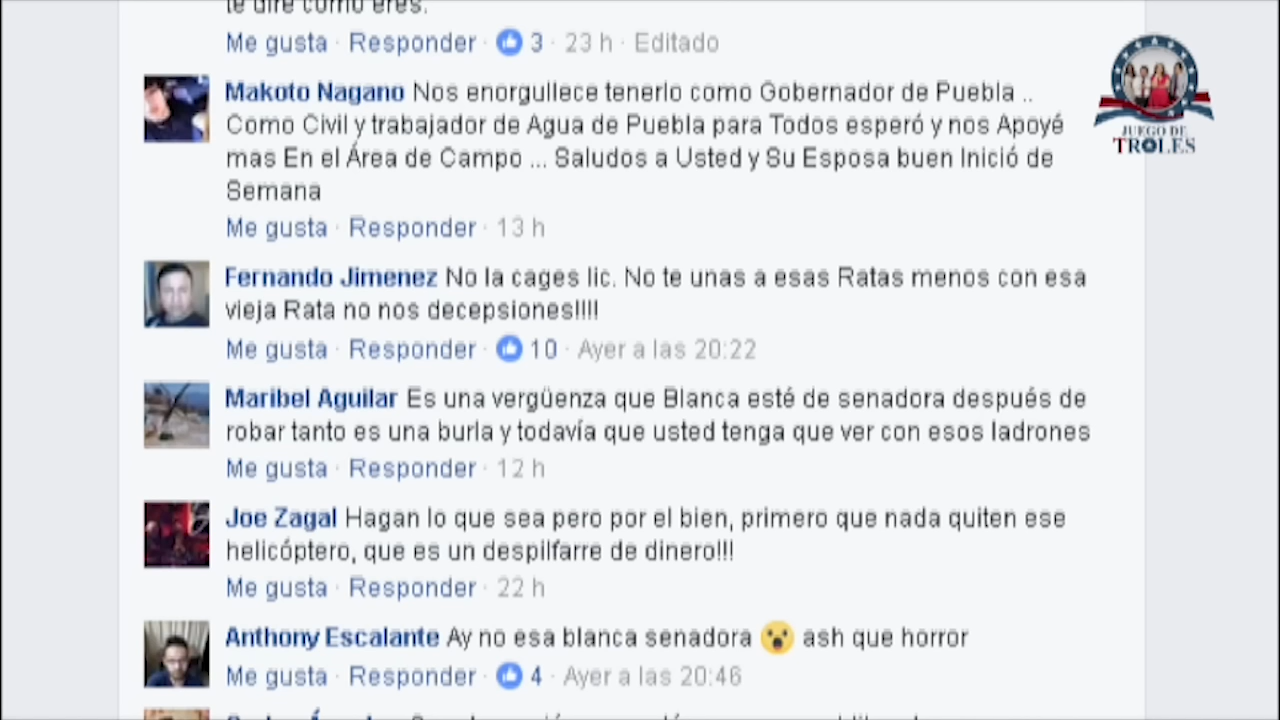 te diré como eres.
Me gusta · Responder · 3 · 23 h · Editado
Makoto Nagano Nos enorgullece tenerlo como Gobernador de Puebla ..
Como Civil y trabajador de Agua de Puebla para Todos esperó y nos Apoyé
mas En el Área de Campo ... Saludos a Usted y Su Esposa buen Inició de
Semana
Me gusta · Responder · 13 h
Fernando Jimenez No la cages lic. No te unas a esas Ratas menos con esa
vieja Rata no nos decepsiones!!!!
Me gusta · Responder · 10 · Ayer a las 20:22
Maribel Aguilar Es una vergüenza que Blanca esté de senadora después de
robar tanto es una burla y todavía que usted tenga que ver con esos ladrones
Me gusta · Responder · 12 h
Joe Zagal Hagan lo que sea pero por el bien, primero que nada quiten ese
helicóptero, que es un despilfarre de dinero!!!
Me gusta · Responder · 22 h
Anthony Escalante Ay no esa blanca senadora 😮 ash que horror
Me gusta · Responder · 4 · Ayer a las 20:46
JUEGO DE
TROLES